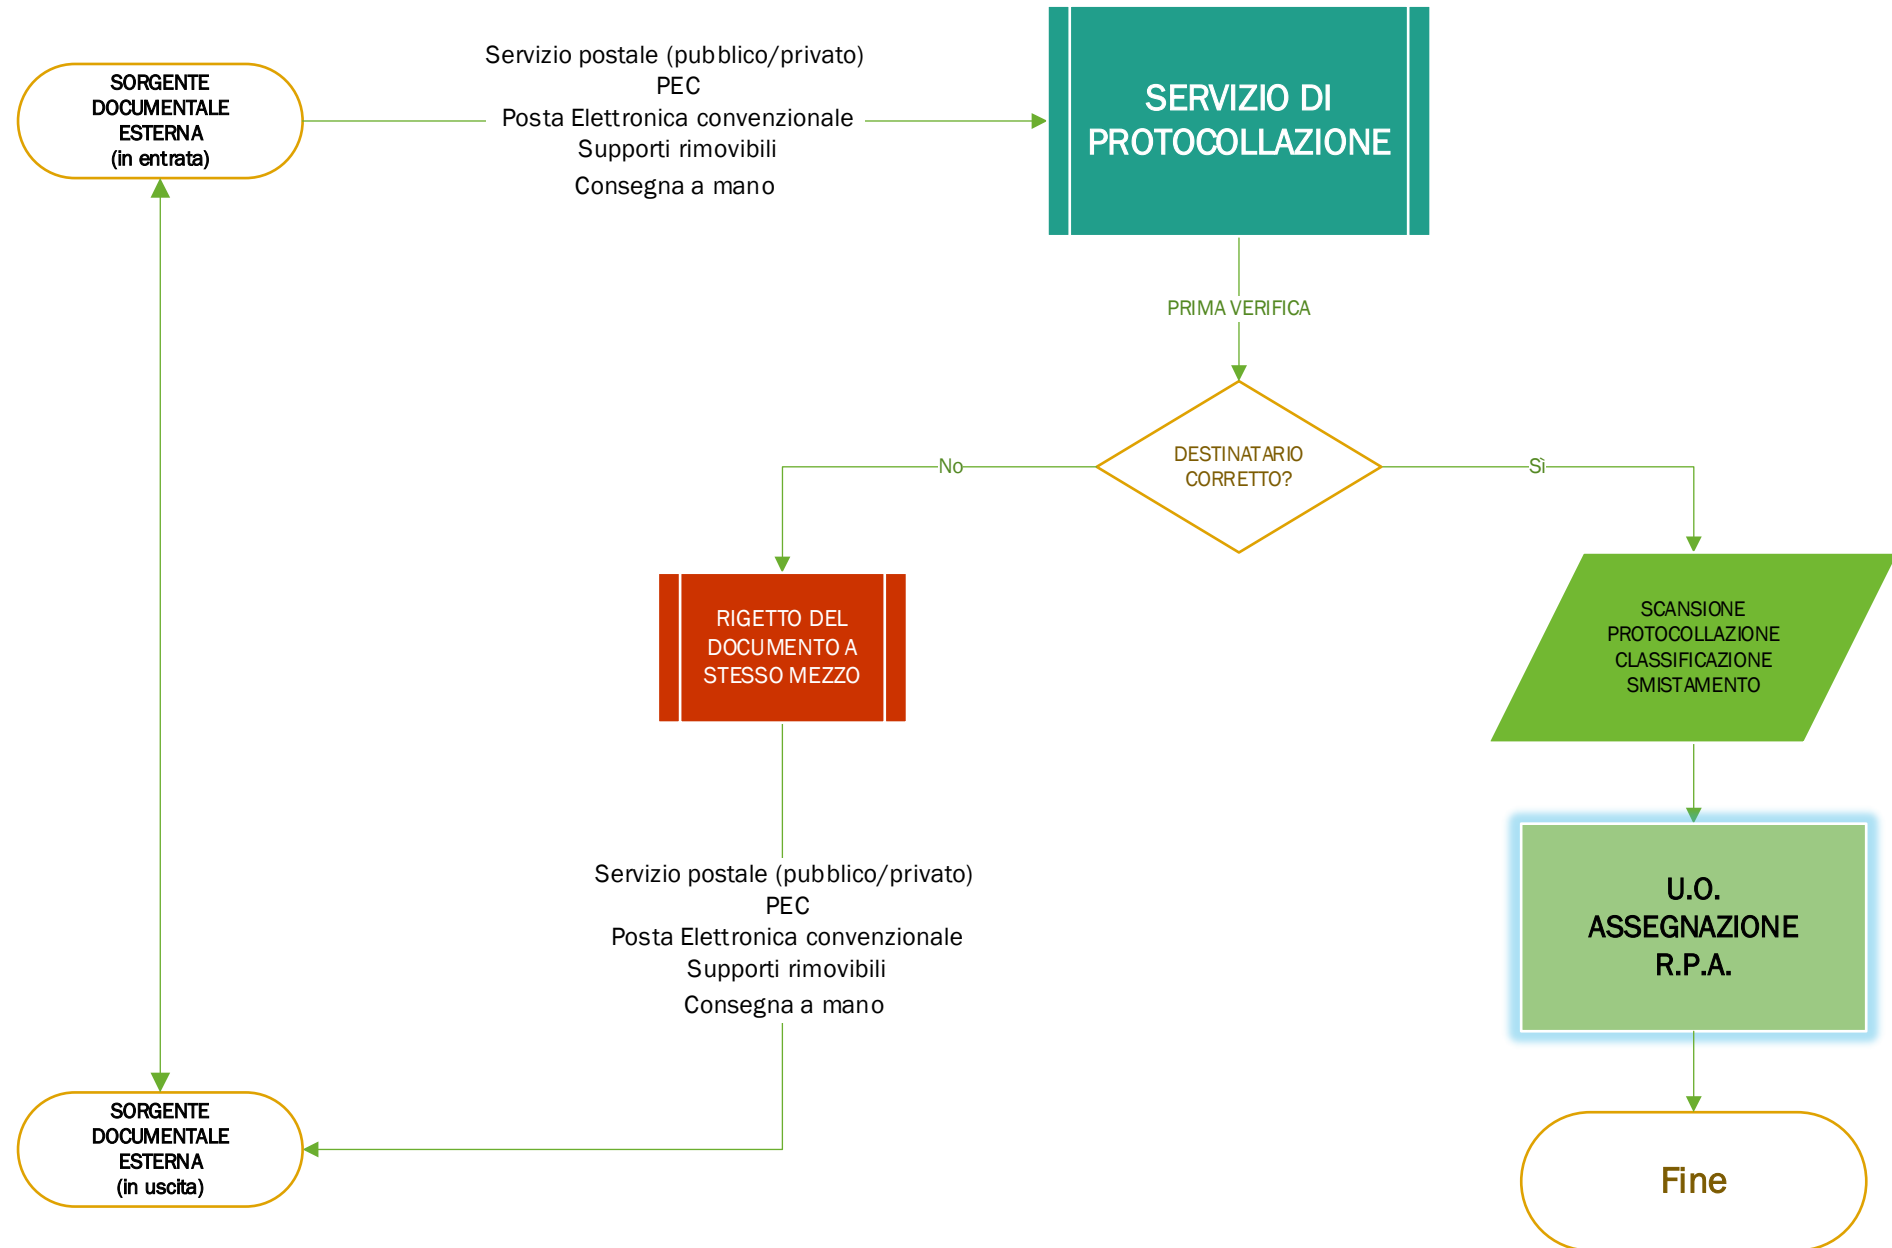 SORGENTE
DOCUMENTALE
ESTERNA
(in entrata)
Servizio postale (pubblico/privato)
PEC
Posta Elettronica convenzionale
Supporti rimovibili
Consegna a mano
SERVIZIO DI
PROTOCOLLAZIONE
PRIMA VERIFICA
DESTINATARIO
CORRETTO?
No
Sì
RIGETTO DEL
DOCUMENTO A
STESSO MEZZO
SCANSIONE
PROTOCOLLAZIONE
CLASSIFICAZIONE
SMISTAMENTO
Servizio postale (pubblico/privato)
PEC
Posta Elettronica convenzionale
Supporti rimovibili
Consegna a mano
U.O.
ASSEGNAZIONE
R.P.A.
SORGENTE
DOCUMENTALE
ESTERNA
(in uscita)
Fine